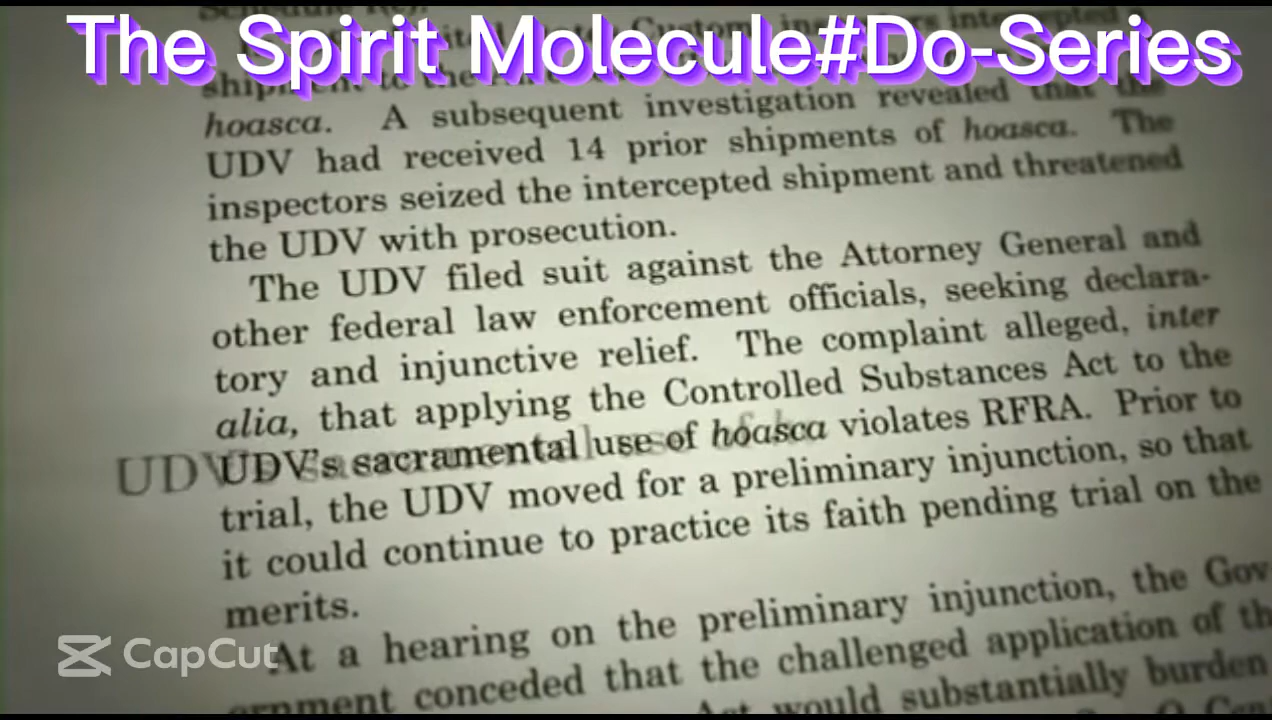 The Spirit Molecule#Do-Series
hoasca. A subsequent investigation revealed that the
UDV had received 14 prior shipments of hoasca. The
inspectors seized the intercepted shipment and threatened
the UDV with prosecution.
The UDV filed suit against the Attorney General and
other federal law enforcement officials, seeking declara-
tory and injunctive relief. The complaint alleged, inter
alia, that applying the Controlled Substances Act to the
UDV's sacramental use of hoasca violates RFRA. Prior to
trial, the UDV moved for a preliminary injunction, so that
it could continue to practice its faith pending trial on the
merits.
At a hearing on the preliminary injunction, the Gov
ernment conceded that the challenged application of th
Act would substantially burden
CapCut